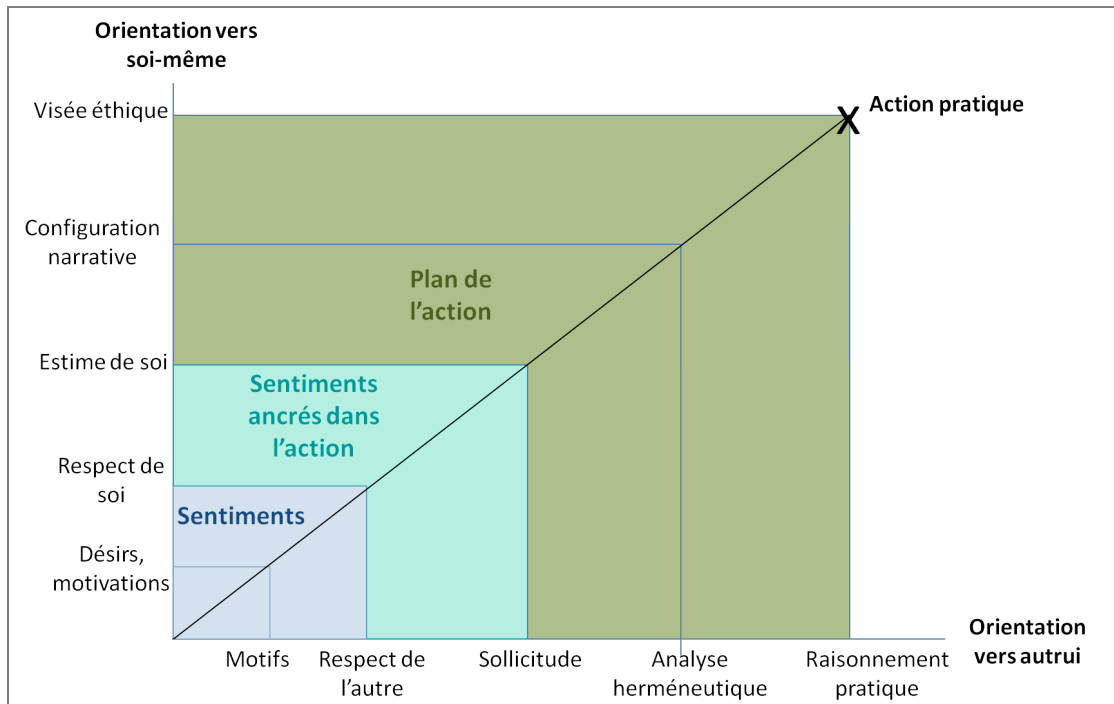 Orientation vers
soi-même
Visée éthique
Action pratique
X
Configuration
narrative
Plan de
l’action
Estime de soi
Sentiments
ancrés dans
l’action
Respect de
soi
Sentiments
Désirs,
motivations
Orientation
vers autrui
Motifs
Respect de
l’autre
Sollicitude
Analyse
herméneutique
Raisonnement
pratique